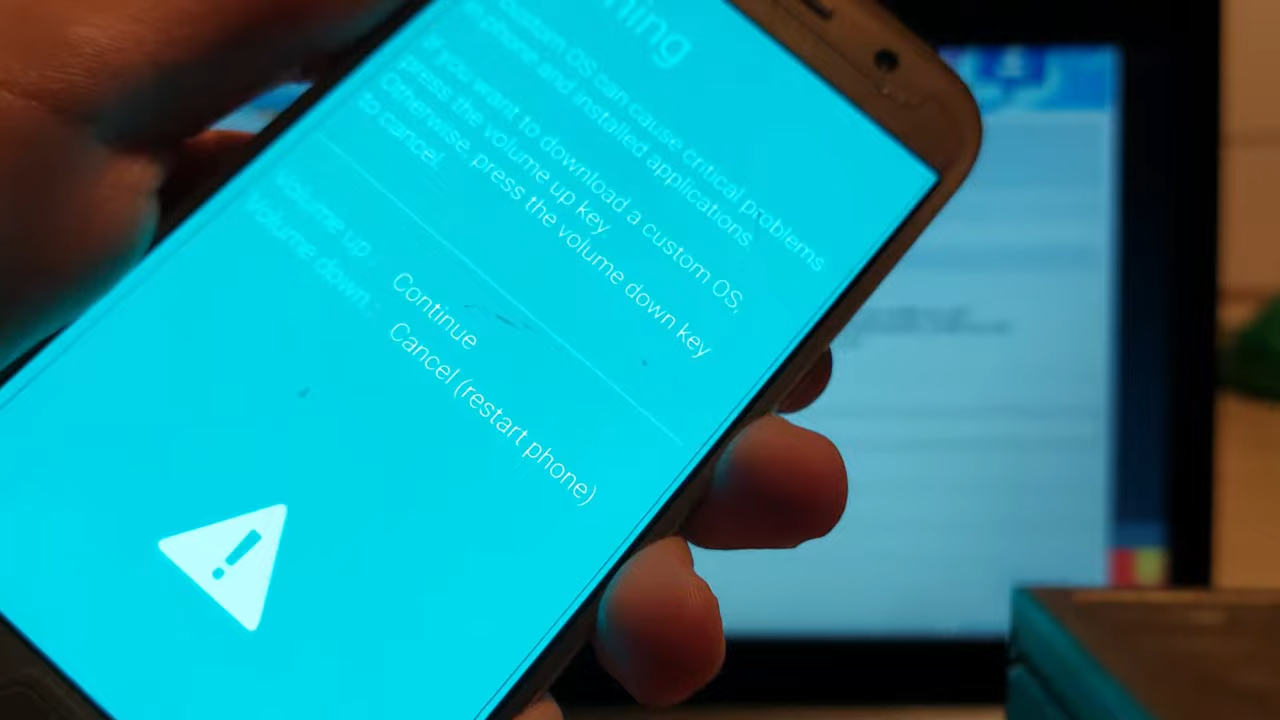 ning
custom OS can cause critical problems
in phone and installed applications.
If you want to download a custom OS,
press the volume up key.
Otherwise, press the volume down key
to cancel.
Volume up : Continue
Volume down : Cancel (restart phone)